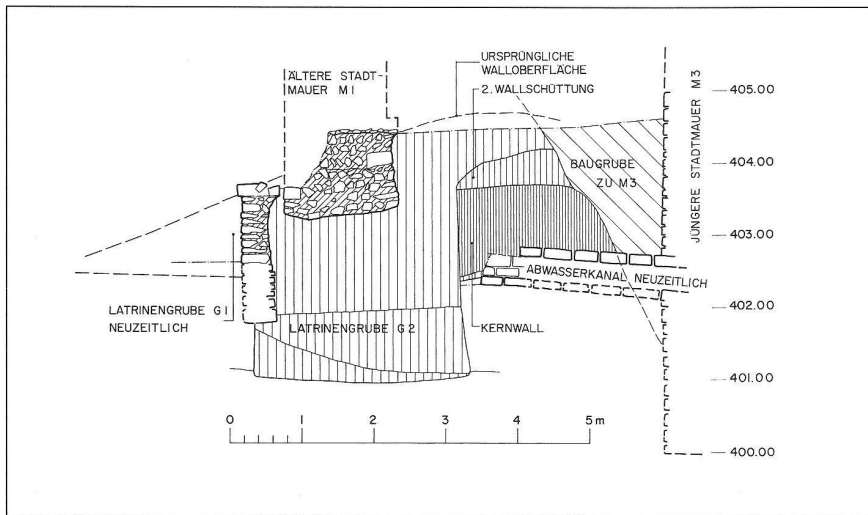 URSPRÜNGLICHE
WALLOBERFLÄCHE
2. WALLSCHÜTTUNG
ÄLTERE STADT-
MAUER M1
JÜNGERE STADTMAUER M3
405.00
404.00
403.00
402.00
401.00
400.00
BAUGRUBE
ZU M3
ABWASSERKANAL NEUZEITLICH
LATRINENGRUBE G1
NEUZEITLICH
LATRINENGRUBE G2
KERNWALL
0 1 2 3 4 5 m